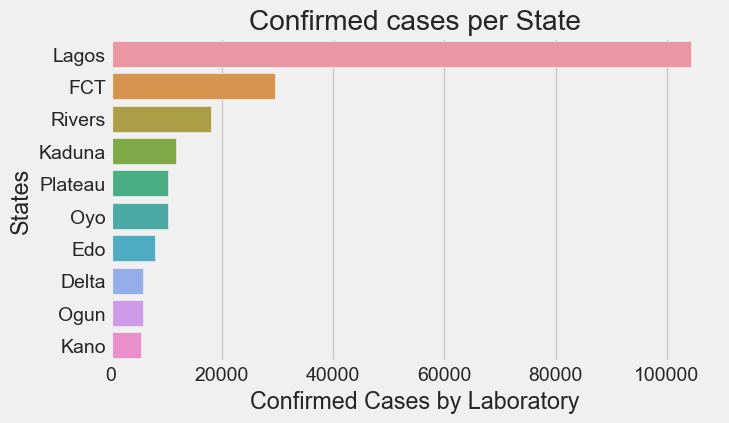 Confirmed cases per State
States
Lagos
FCT
Rivers
Kaduna
Plateau
Oyo
Edo
Delta
Ogun
Kano
0 20000 40000 60000 80000 100000
Confirmed Cases by Laboratory